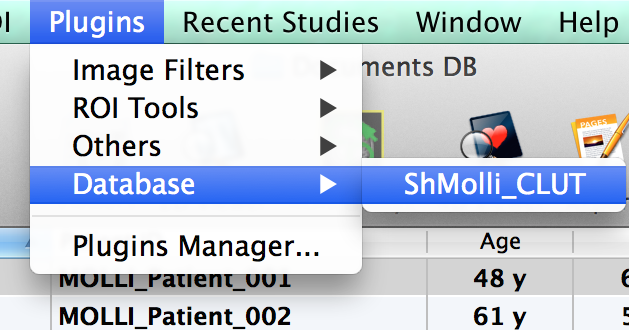 OI Plugins Recent Studies Window Help
Image Filters
ments DB
ROI Tools
Others
PAGES
Database
ShMolli_CLUT
Plugins Manager...
Age
MOLLI_Patient_001 48 y 6
MOLLI_Patient_002 61 y 5